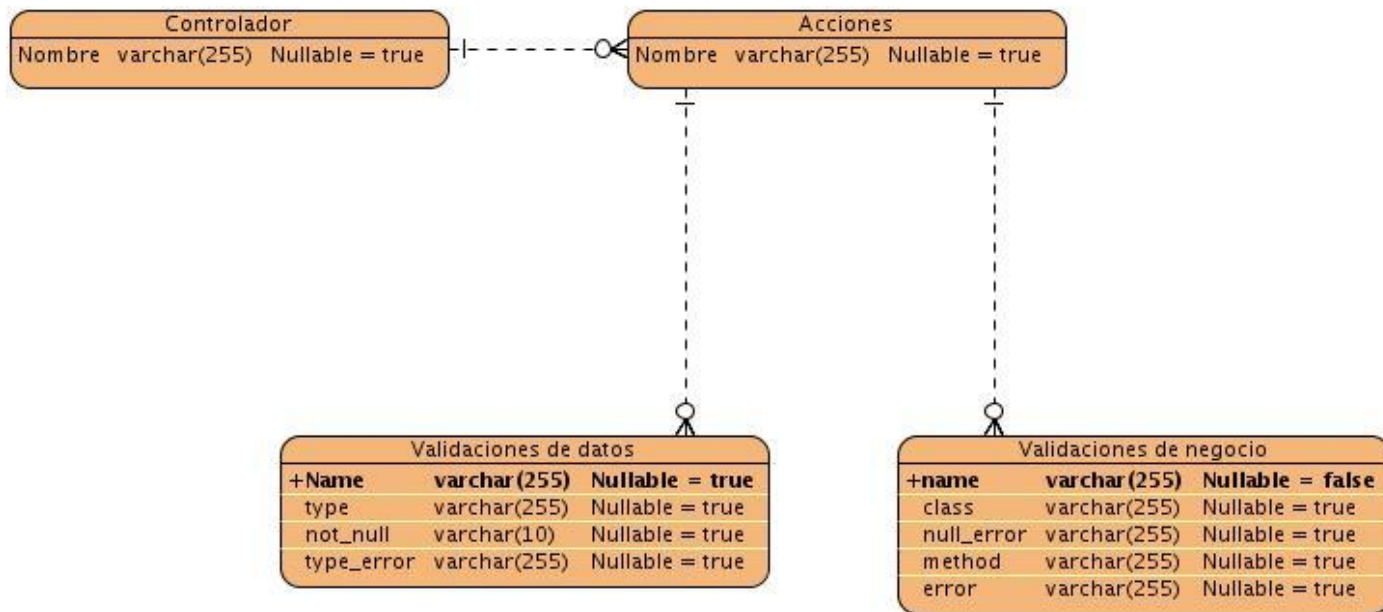 Controlador
Nombre varchar(255) Nullable = true
Acciones
Nombre varchar(255) Nullable = true
Validaciones de datos
+Name varchar(255) Nullable = true
type varchar(255) Nullable = true
not_null varchar(10) Nullable = true
type_error varchar(255) Nullable = true
Validaciones de negocio
+name varchar(255) Nullable = false
class varchar(255) Nullable = true
null_error varchar(255) Nullable = true
method varchar(255) Nullable = true
error varchar(255) Nullable = true